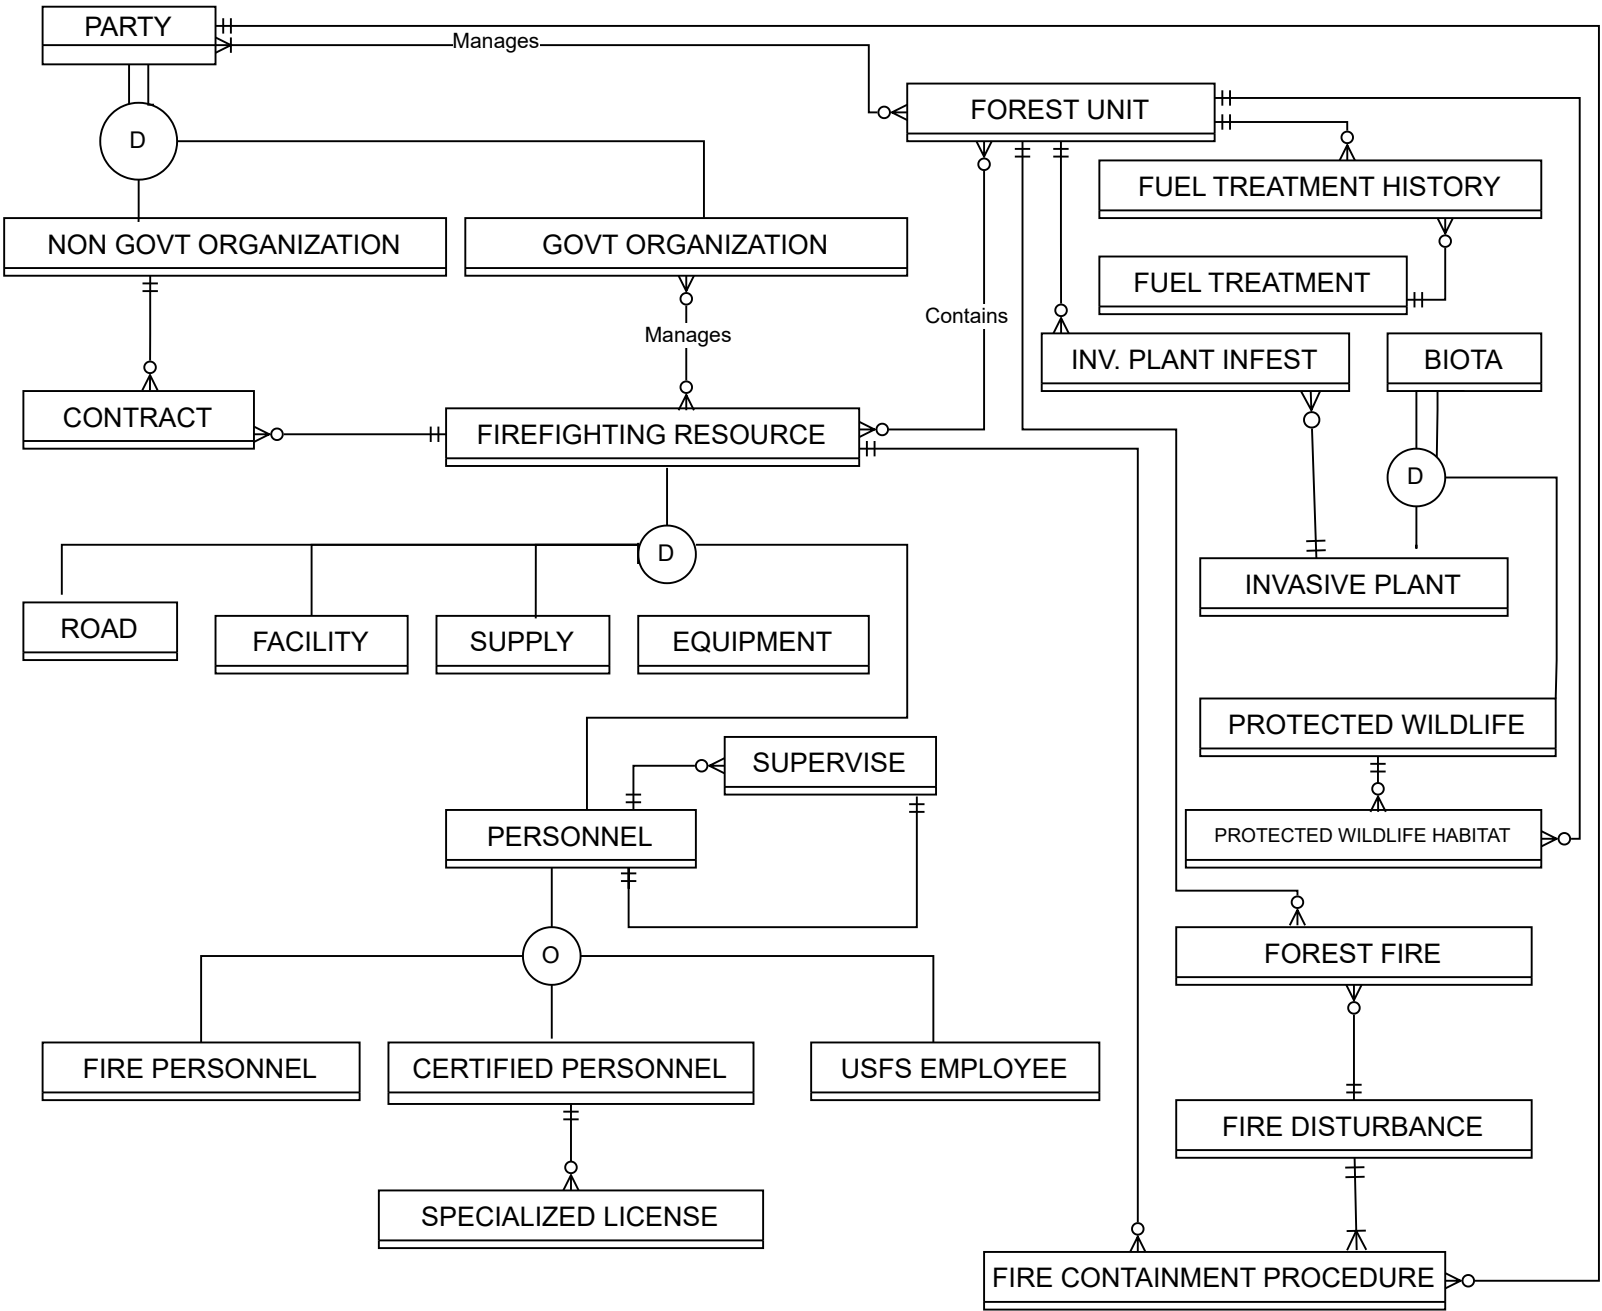 PARTY
Manages
FOREST UNIT
D
FUEL TREATMENT HISTORY
NON GOVT ORGANIZATION
GOVT ORGANIZATION
FUEL TREATMENT
Contains
Manages
INV. PLANT INFEST
BIOTA
CONTRACT
FIREFIGHTING RESOURCE
D
D
INVASIVE PLANT
ROAD
FACILITY
SUPPLY
EQUIPMENT
PROTECTED WILDLIFE
SUPERVISE
PERSONNEL
PROTECTED WILDLIFE HABITAT
O
FOREST FIRE
FIRE PERSONNEL
CERTIFIED PERSONNEL
USFS EMPLOYEE
FIRE DISTURBANCE
SPECIALIZED LICENSE
FIRE CONTAINMENT PROCEDURE